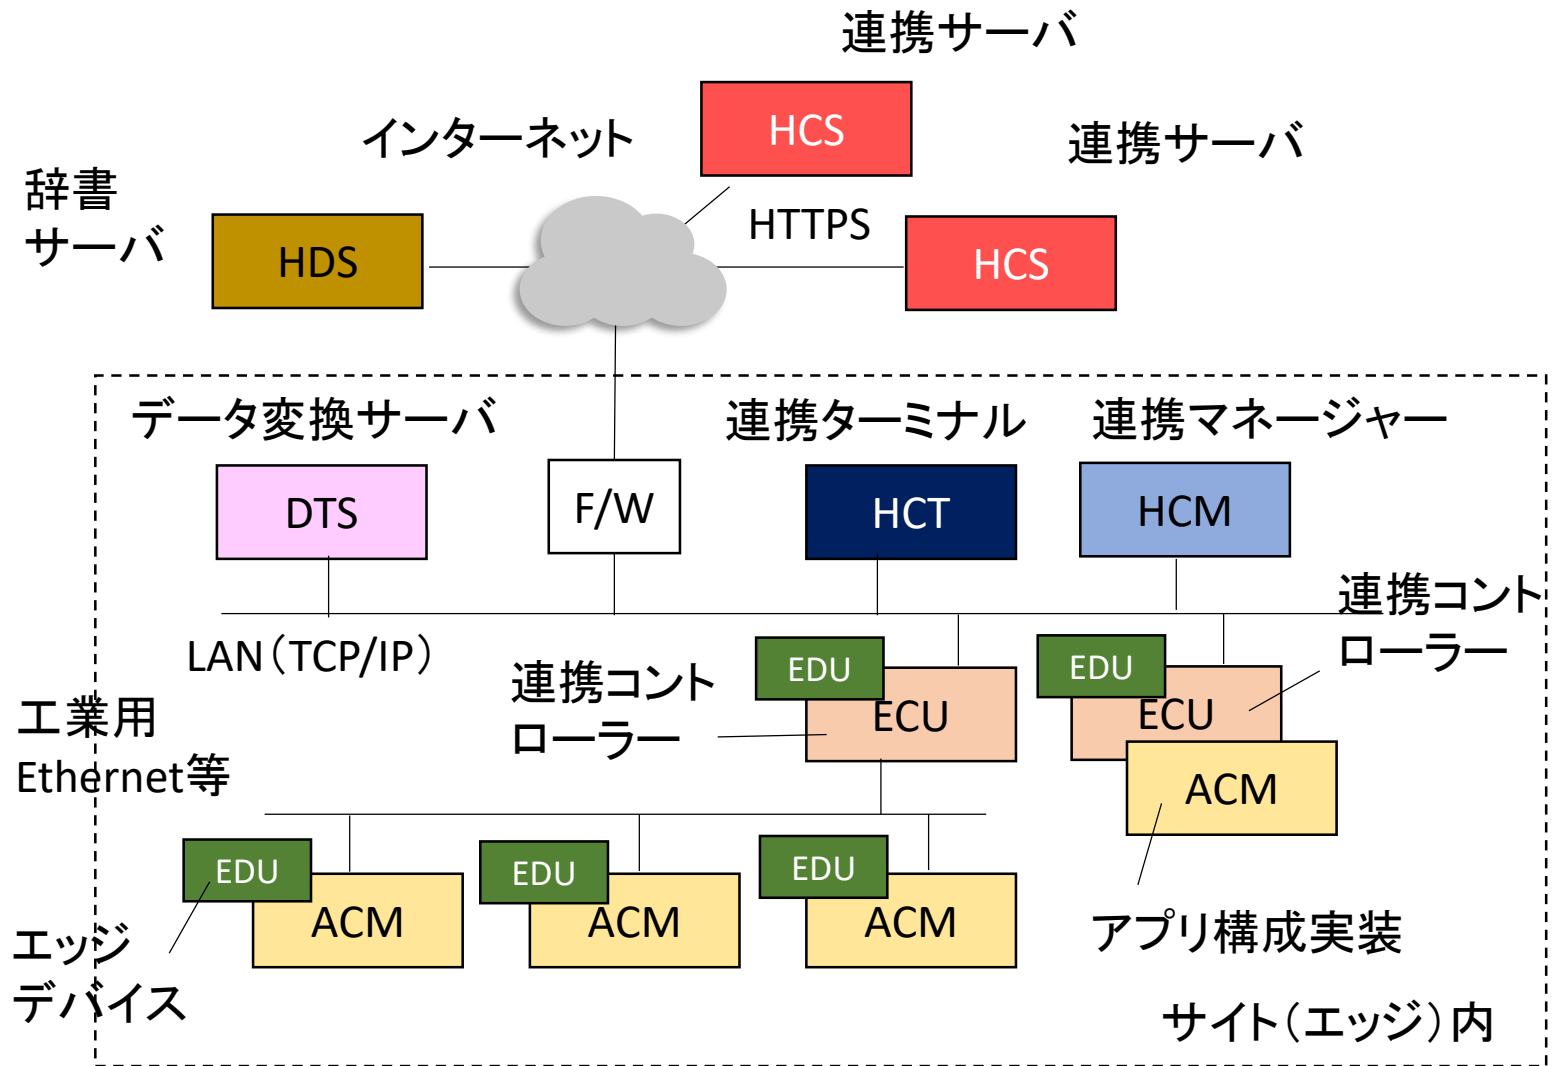 連携サーバ
インターネット
HCS
連携サーバ
辞書
サーバ
HDS
HTTPS
HCS
データ変換サーバ
連携ターミナル
連携マネージャー
DTS
F/W
HCT
HCM
連携コント
ローラー
LAN（TCP/IP）
連携コント
ローラー
EDU
ECU
EDU
ECU
ACM
工業用
Ethernet等
EDU
ACM
EDU
ACM
EDU
ACM
エッジ
デバイス
アプリ構成実装
サイト（エッジ）内